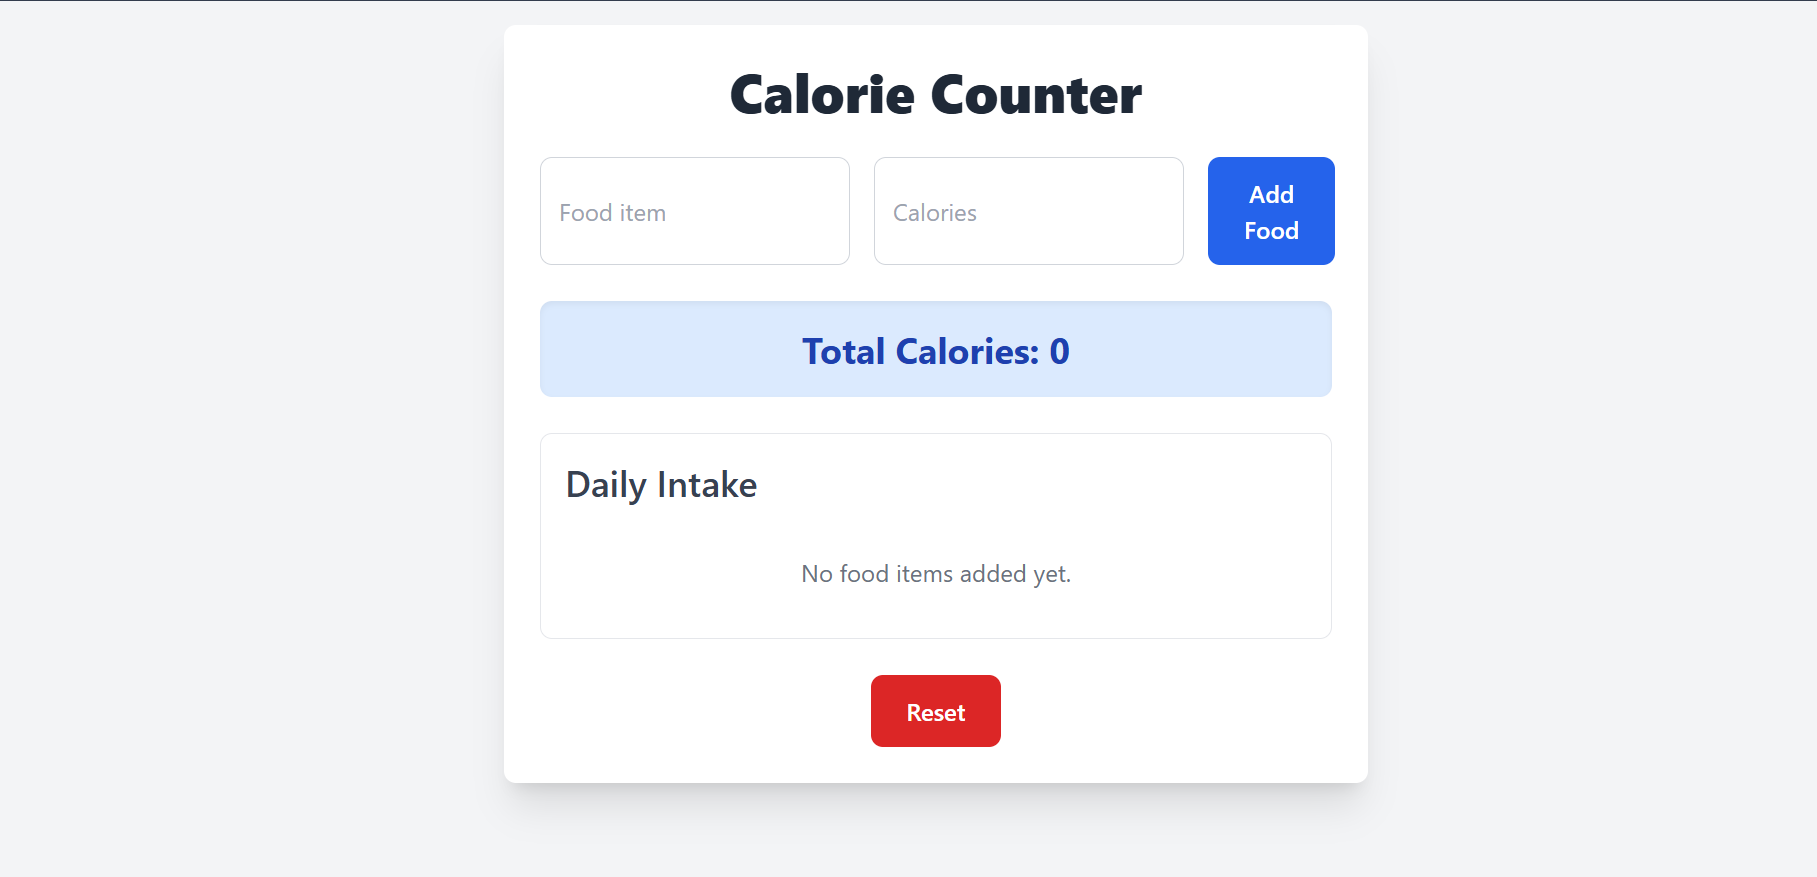 Calorie Counter
Food item
Calories
Add
Food
Total Calories: 0
Daily Intake
No food items added yet.
Reset